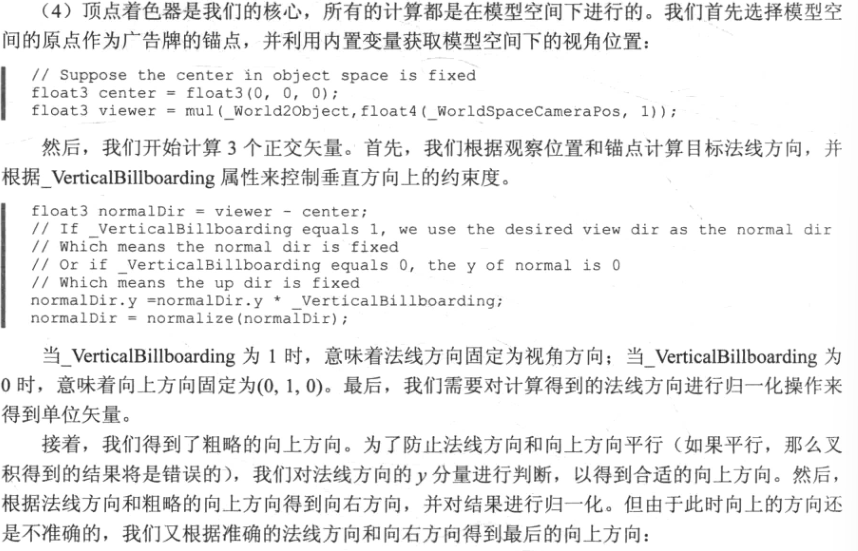 （4）顶点着色器是我们的核心，所有的计算都是在模型空间下进行的。我们首先选择模型空
间的原点作为广告牌的锚点，并利用内置变量获取模型空间下的视角位置：
// Suppose the center in object space is fixed
float3 center = float3(0, 0, 0);
float3 viewer = mul(_World2Object,float4(_WorldSpaceCameraPos, 1));
然后，我们开始计算 3 个正交矢量。首先，我们根据观察位置和锚点计算目标法线方向，并
根据_VerticalBillboarding 属性来控制垂直方向上的约束度。
float3 normalDir = viewer - center;
// If _VerticalBillboarding equals 1, we use the desired view dir as the normal dir
// Which means the normal dir is fixed
// Or if _VerticalBillboarding equals 0, the y of normal is 0
// Which means the up dir is fixed
normalDir.y =normalDir.y * _VerticalBillboarding;
normalDir = normalize(normalDir);
当_VerticalBillboarding 为 1 时，意味着法线方向固定为视角方向；当_VerticalBillboarding 为
0 时，意味着向上方向固定为(0, 1, 0)。最后，我们需要对计算得到的法线方向进行归一化操作来
得到单位矢量。
接着，我们得到了粗略的向上方向。为了防止法线方向和向上方向平行（如果平行，那么叉
积得到的结果将是错误的），我们对法线方向的 y 分量进行判断，以得到合适的向上方向。然后，
根据法线方向和粗略的向上方向得到向右方向，并对结果进行归一化。但由于此时向上的方向还
是不准确的，我们又根据准确的法线方向和向右方向得到最后的向上方向：